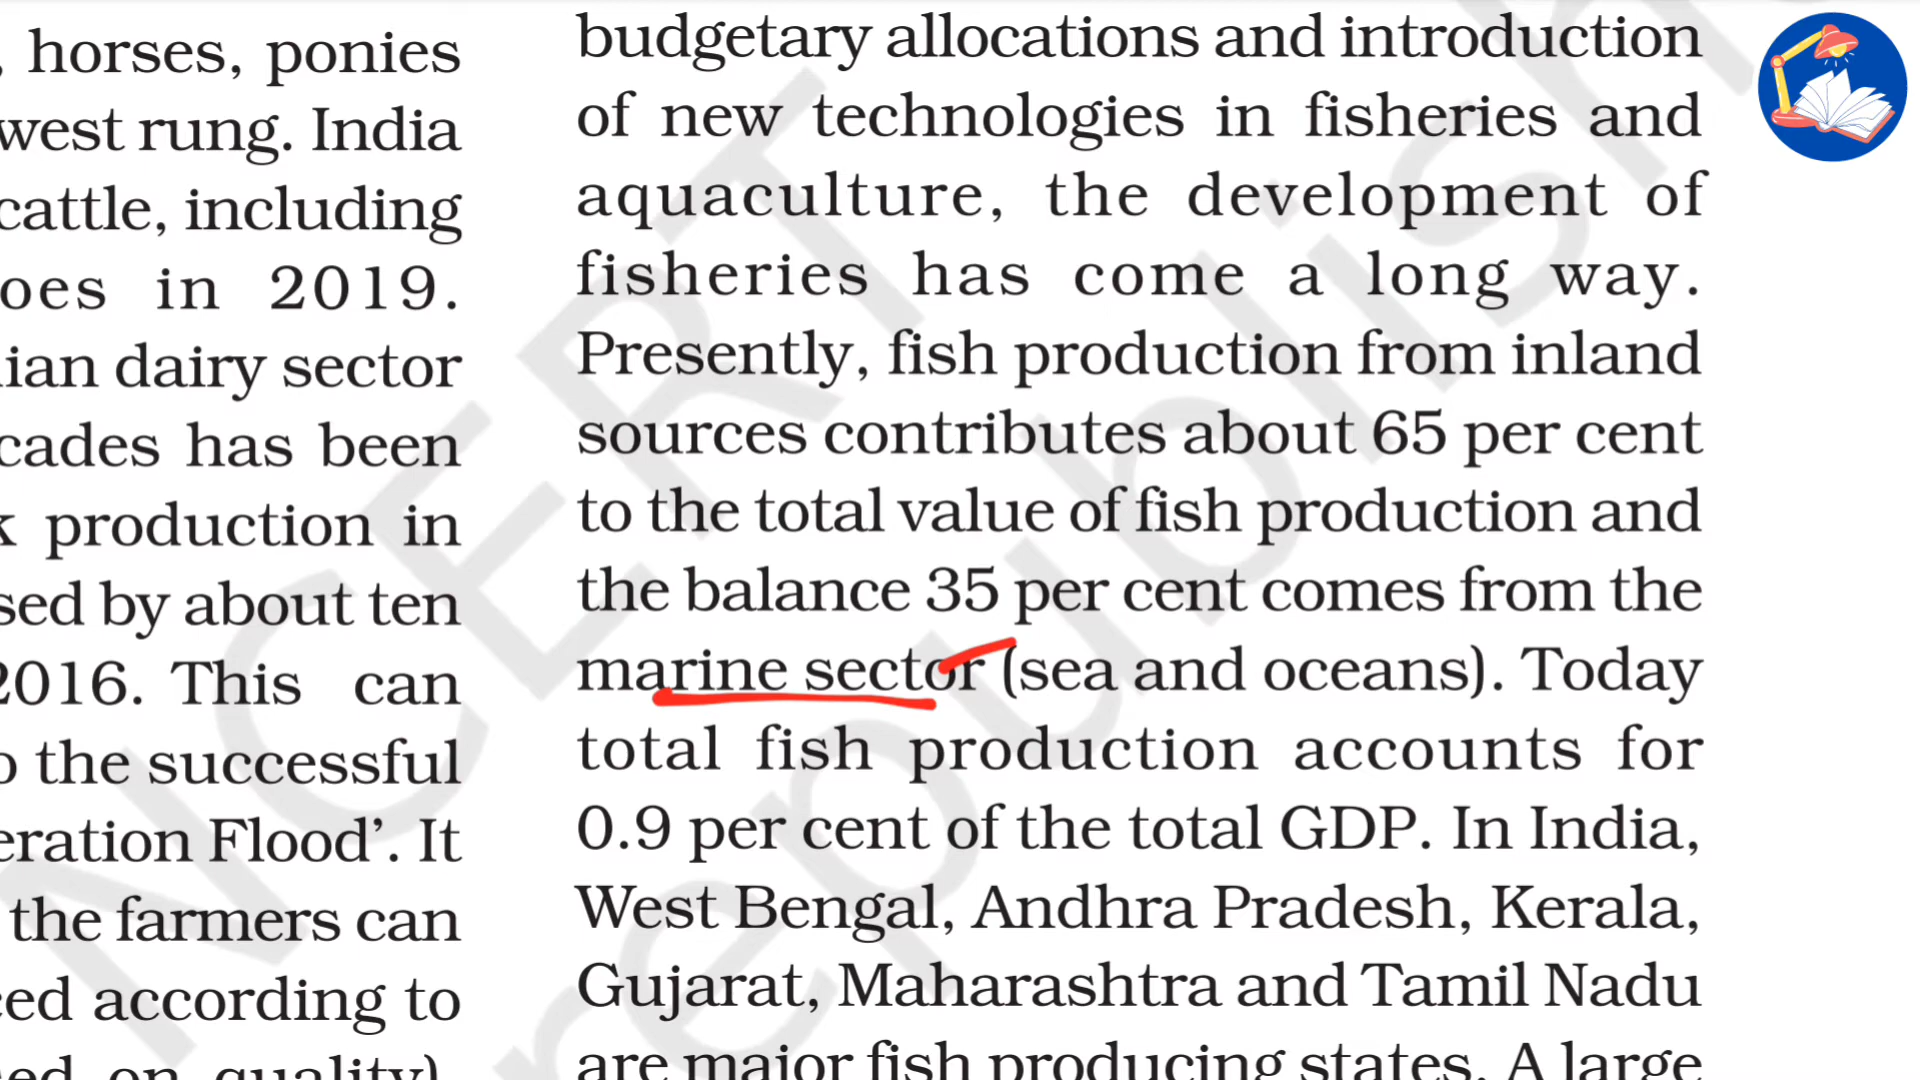 , horses, ponies
west rung. India
cattle, including
oes in 2019.
ian dairy sector
cades has been
production in
sed by about ten
2016. This can
o the successful
eration Flood’. It
the farmers can
ced according to
ed on quality).
budgetary allocations and introduction
of new technologies in fisheries and
aquaculture, the development of
fisheries has come a long way.
Presently, fish production from inland
sources contributes about 65 per cent
to the total value of fish production and
the balance 35 per cent comes from the
marine sector (sea and oceans). Today
total fish production accounts for
0.9 per cent of the total GDP. In India,
West Bengal, Andhra Pradesh, Kerala,
Gujarat, Maharashtra and Tamil Nadu
are major fish producing states. A large
NCERT
republish